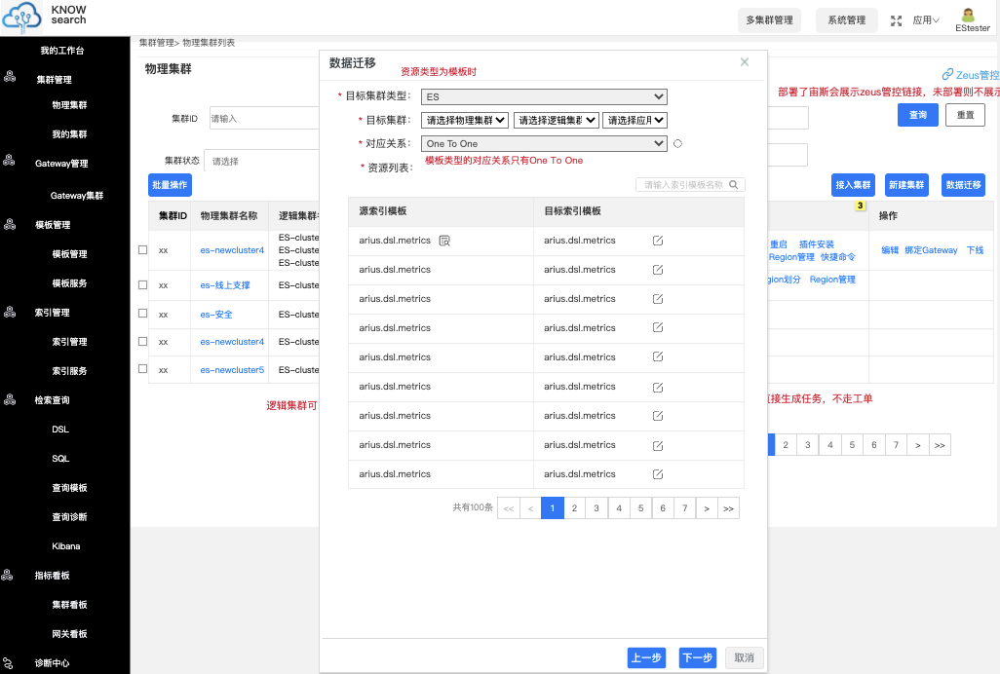 KNOW
search
多集群管理
系统管理
应用
EStester
我的工作台
集群管理
物理集群
我的集群
Gateway管理
Gateway集群
模板管理
模板管理
模板服务
索引管理
索引管理
索引服务
检索查询
DSL
SQL
查询模板
查询诊断
Kibana
指标看板
集群看板
网关看板
诊断中心
集群管理> 物理集群列表
物理集群
Zeus管控
部署了宙斯会展示zeus管控链接，未部署则不展示
集群ID
请输入
查询
重置
集群状态
请选择
批量操作
接入集群
新建集群
数据迁移
3
集群ID 物理集群名称 逻辑集群 操作
xx es-newcluster4 ES-cluste
ES-cluste
ES-cluste
重启 插件安装
Region管理 快捷命令
编辑 绑定Gateway 下线
xx es-线上支撑 ES-cluste
gion划分 Region管理
xx es-安全 ES-cluste
xx es-newcluster4 ES-cluste
xx es-newcluster5 ES-cluste
逻辑集群可
直接生成任务，不走工单
2 3 4 5 6 7 > >>
数据迁移
资源类型为模板时
* 目标集群类型: ES
* 目标集群: 请选择物理集群 请选择逻辑集群 请选择应用
* 对应关系: One To One
* 资源列表:
模板类型的对应关系只有One To One
请输入索引模板名称
源索引模板 目标索引模板
arius.dsl.metrics arius.dsl.metrics
arius.dsl.metrics arius.dsl.metrics
arius.dsl.metrics arius.dsl.metrics
arius.dsl.metrics arius.dsl.metrics
arius.dsl.metrics arius.dsl.metrics
arius.dsl.metrics arius.dsl.metrics
arius.dsl.metrics arius.dsl.metrics
arius.dsl.metrics arius.dsl.metrics
arius.dsl.metrics arius.dsl.metrics
共有100条 << < 1 2 3 4 5 6 7 > >>
上一步
下一步
取消